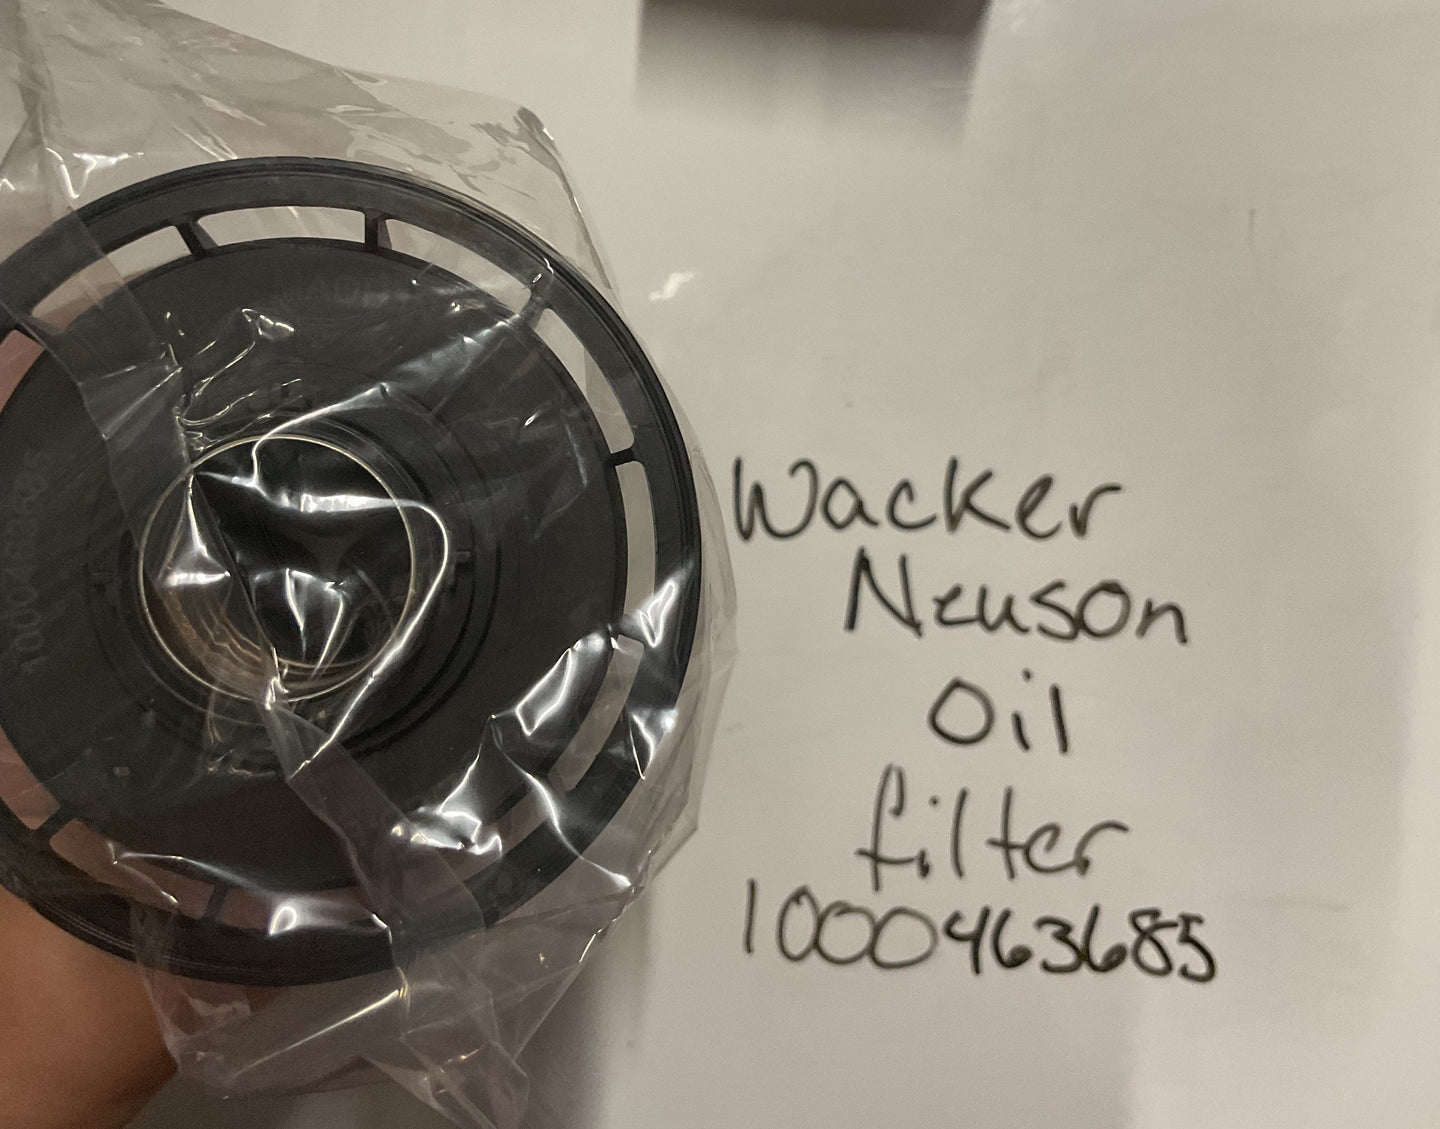 Wacker
Neuson
Oil
filter
1000463685